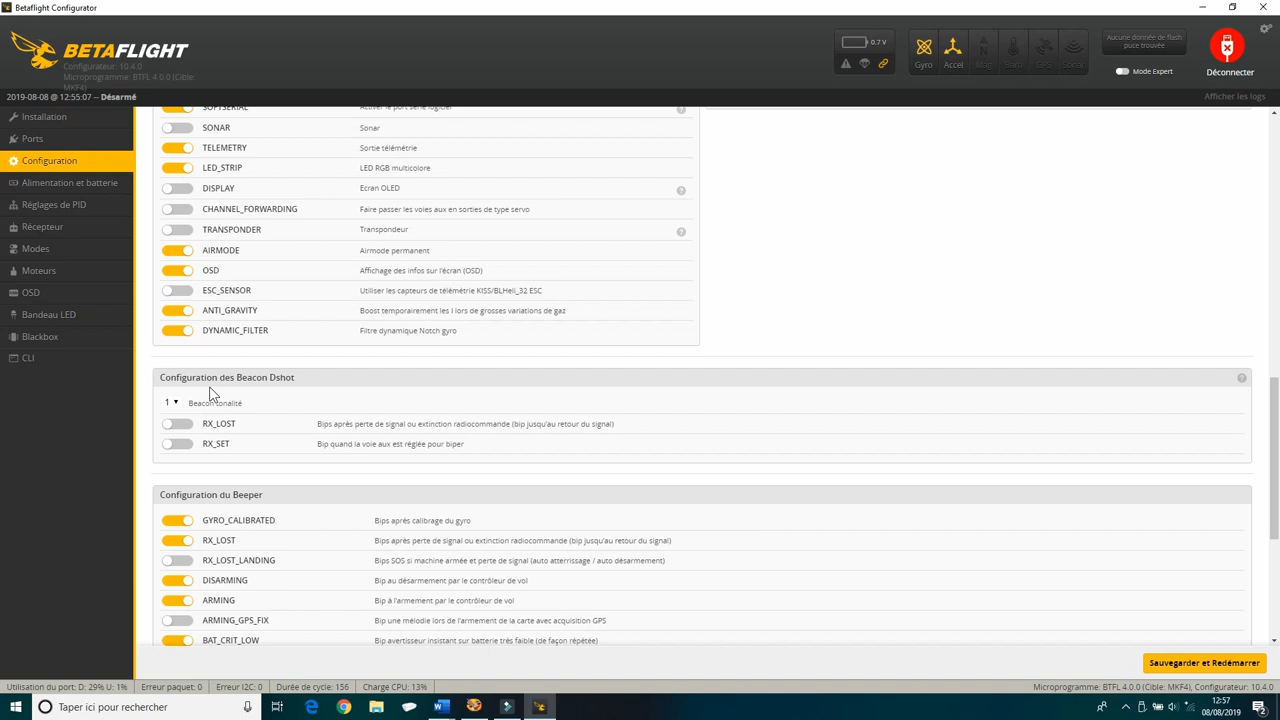 Betaflight Configurator
BETAFLIGHT
Configurateur: 10.4.0
Microprogramme: BTFL 4.0.0 (Cible:
MKF4)
0.7 V
Gyro
Accel
Mag
Baro
GPS
Sonar
Aucune donnée de flash
puce trouvée
Mode Expert
Déconnecter
2019-08-08 @ 12:55:07 -- Désarmé
Afficher les logs
Installation
Ports
Configuration
Alimentation et batterie
Réglages de PID
Récepteur
Modes
Moteurs
OSD
Bandeau LED
Blackbox
CLI
SOFTSERIAL Activer le port série logiciel
SONAR Sonar
TELEMETRY Sortie télémétrie
LED_STRIP LED RGB multicolore
DISPLAY Ecran OLED
CHANNEL_FORWARDING Faire passer les voies aux en sorties de type servo
TRANSPONDER Transpondeur
AIRMODE Airmode permanent
OSD Affichage des infos sur l'écran (OSD)
ESC_SENSOR Utiliser les capteurs de télémétrie KISS/BLHeli_32 ESC
ANTI_GRAVITY Boost temporairement les I lors de grosses variations de gaz
DYNAMIC_FILTER Filtre dynamique Notch gyro
Configuration des Beacon Dshot
1 Beacon tonalité
RX_LOST Bips après perte de signal ou extinction radiocommande (bip jusqu'au retour du signal)
RX_SET Bip quand la voie aux est réglée pour biper
Configuration du Beeper
GYRO_CALIBRATED Bips après calibrage du gyro
RX_LOST Bips après perte de signal ou extinction radiocommande (bip jusqu'au retour du signal)
RX_LOST_LANDING Bips SOS si machine armée et perte de signal (auto atterrissage / auto désarmement)
DISARMING Bip au désarmement par le contrôleur de vol
ARMING Bip à l'armement par le contrôleur de vol
ARMING_GPS_FIX Bip une mélodie lors de l'armement de la carte avec acquisition GPS
BAT_CRIT_LOW Bip avertisseur insistant sur batterie très faible (de façon répétée)
Sauvegarder et Redémarrer
Utilisation du port: D: 29% U: 1% Erreur paquet: 0 Erreur I2C: 0 Durée de cycle: 156 Charge CPU: 13% Microprogramme: BTFL 4.0.0 (Cible: MKF4), Configurateur: 10.4.0
Taper ici pour rechercher
12:57
08/08/2019
2